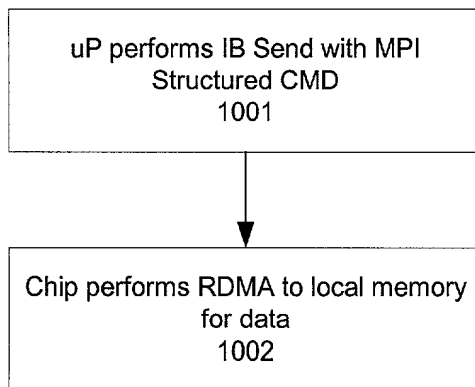 uP performs IB Send with MPI
Structured CMD
1001
Chip performs RDMA to local memory
for data
1002